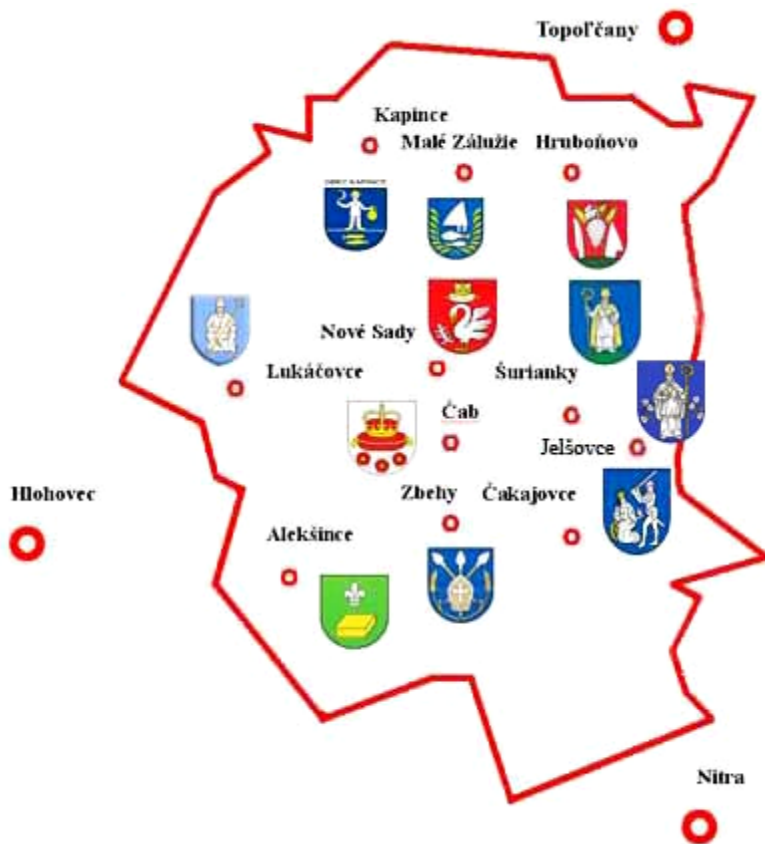 Topoľčany
Kapince
Malé Zálužie
Hruboňovo
Nové Sady
Lukáčovce
Šurianky
Čab
Jelšovce
Hlohovec
Zbehy
Čakajovce
Alekšince
Nitra